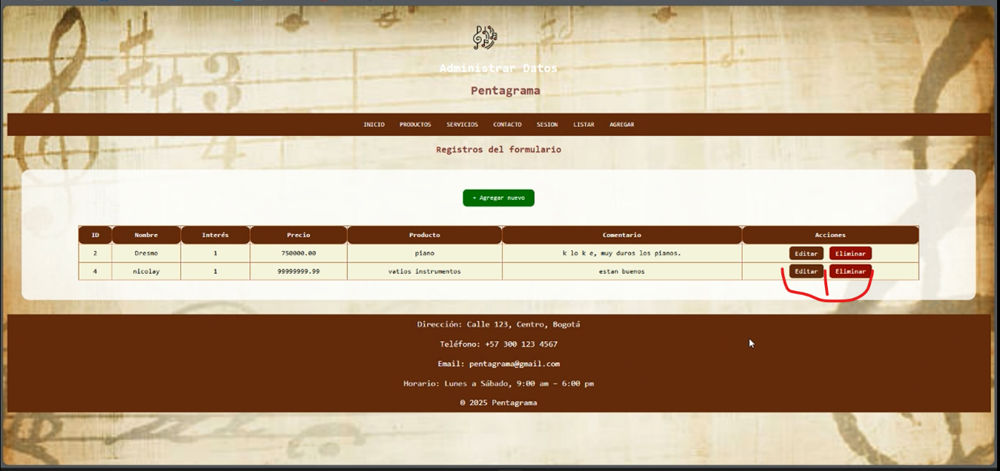 Administrar Datos
Pentagrama
INICIO PRODUCTOS SERVICIOS CONTACTO SESION LISTAR AGREGAR
Registros del formulario
+ Agregar nuevo
ID Nombre Interés Precio Producto Comentario Acciones
2 Dresmo 1 750000.00 piano k lo k e, muy duros los pianos. Editar Eliminar
4 nicolay 1 99999999.99 vatios instrumentos estan buenos Editar Eliminar
Dirección: Calle 123, Centro, Bogotá
Teléfono: +57 300 123 4567
Email: pentagrama@gmail.com
Horario: Lunes a Sábado, 9:00 am – 6:00 pm
© 2025 Pentagrama